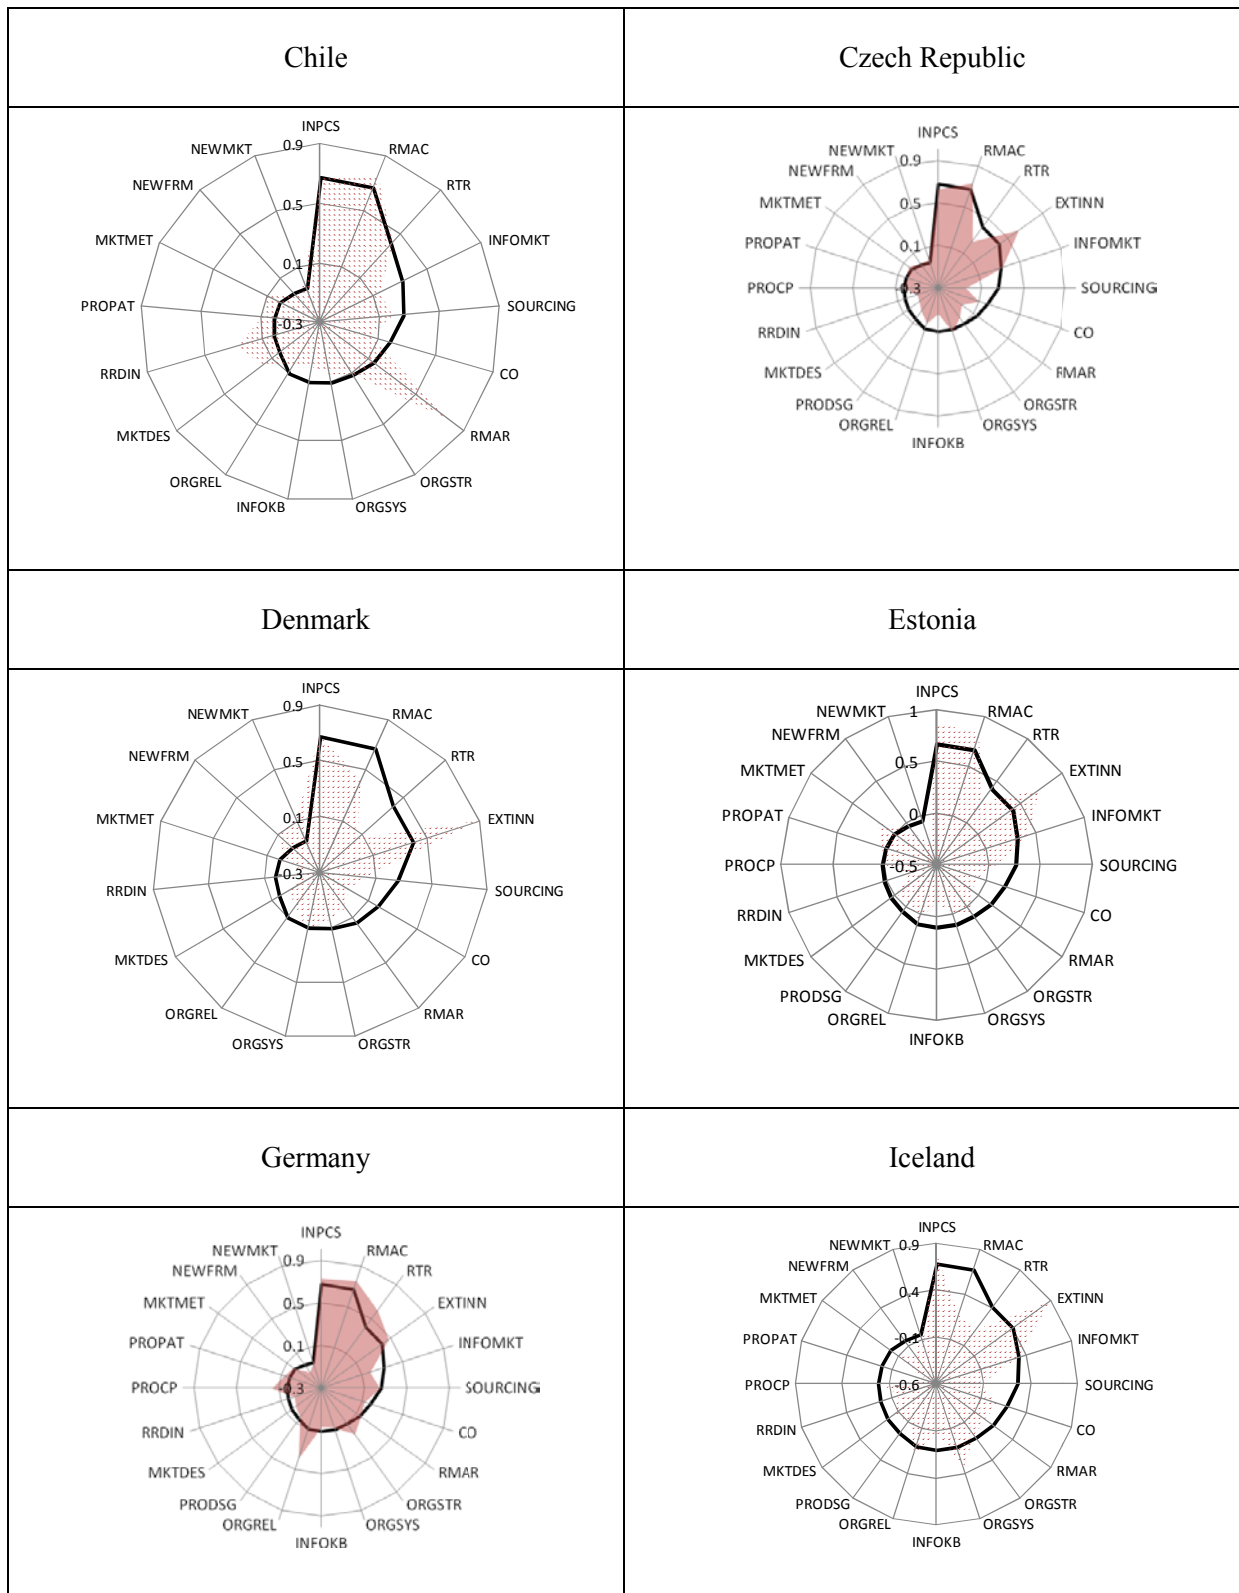 Chile
Czech Republic
INPCS
RMAC
RTR
INFOMKT
SOURCING
CO
RMAR
ORGSTR
ORGSYS
INFOKB
ORGREL
MKTDES
RRDIN
PROPAT
MKTMET
NEWFRM
NEWMKT
0.9
0.5
0.1
-0.3
INPCS
RMAC
RTR
EXTINN
INFOMKT
SOURCING
CO
RMAR
ORGSTR
ORGSYS
INFOKB
ORGREL
PRODSG
MKTDES
RRDIN
PROCP
PROPAT
MKTMET
NEWFRM
NEWMKT
0.9
0.5
0.1
-0.3
Denmark
Estonia
INPCS
RMAC
RTR
EXTINN
SOURCING
CO
RMAR
ORGSTR
ORGSYS
ORGREL
MKTDES
RRDIN
MKTMET
NEWFRM
NEWMKT
0.9
0.5
0.1
-0.3
INPCS
RMAC
RTR
EXTINN
INFOMKT
SOURCING
CO
RMAR
ORGSTR
ORGSYS
INFOKB
ORGREL
PRODSG
MKTDES
RRDIN
PROCP
PROPAT
MKTMET
NEWFRM
NEWMKT
1
0.5
0
-0.5
Germany
Iceland
INPCS
RMAC
RTR
EXTINN
INFOMKT
SOURCING
CO
RMAR
ORGSTR
ORGSYS
INFOKB
ORGREL
PRODSG
MKTDES
RRDIN
PROCP
PROPAT
MKTMET
NEWFRM
NEWMKT
0.9
0.5
0.1
-0.3
INPCS
RMAC
RTR
EXTINN
INFOMKT
SOURCING
CO
RMAR
ORGSTR
ORGSYS
INFOKB
ORGREL
PRODSG
MKTDES
RRDIN
PROCP
PROPAT
MKTMET
NEWFRM
NEWMKT
0.9
0.4
-0.1
-0.6